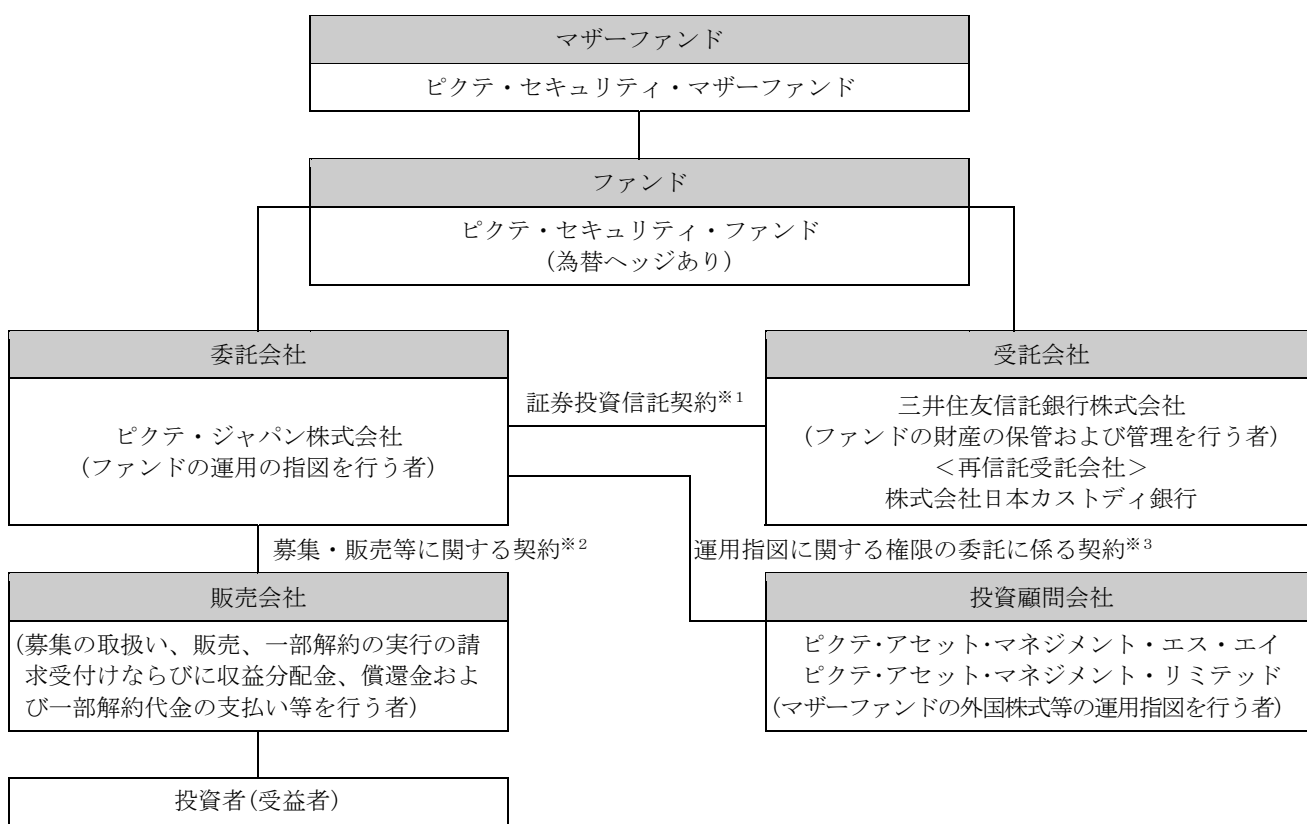 マザーファンド
ピクテ・セキュリティ・マザーファンド
ファンド
ピクテ・セキュリティ・ファンド
(為替ヘッジあり)
委託会社
ピクテ・ジャパン株式会社
(ファンドの運用の指図を行う者)
証券投資信託契約※1
受託会社
三井住友信託銀行株式会社
(ファンドの財産の保管および管理を行う者)
＜再信託受託会社＞
株式会社日本カストディ銀行
募集・販売等に関する契約※2
運用指図に関する権限の委託に係る契約※3
販売会社
(募集の取扱い、販売、一部解約の実行の請
求受付けならびに収益分配金、償還金およ
び一部解約代金の支払い等を行う者)
投資顧問会社
ピクテ･アセット･マネジメント・エス・エイ
ピクテ･アセット･マネジメント・リミテッド
(マザーファンドの外国株式等の運用指図を行う者)
投資者(受益者)